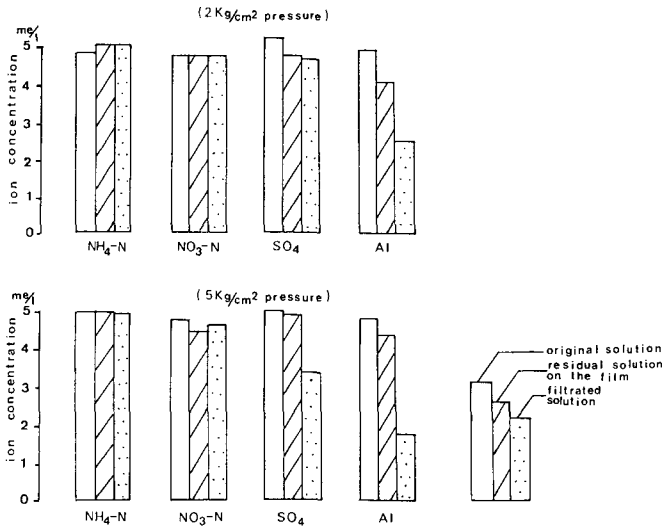 (2Kg/cm2 pressure)
me/l
5
4
3
2
1
0
ion concentration
NH4-N NO3-N SO4 Al
(5Kg/cm2 pressure)
me/l
5
4
3
2
1
0
ion concentration
NH4-N NO3-N SO4 Al
original solution
residual solution
on the film
filtrated
solution